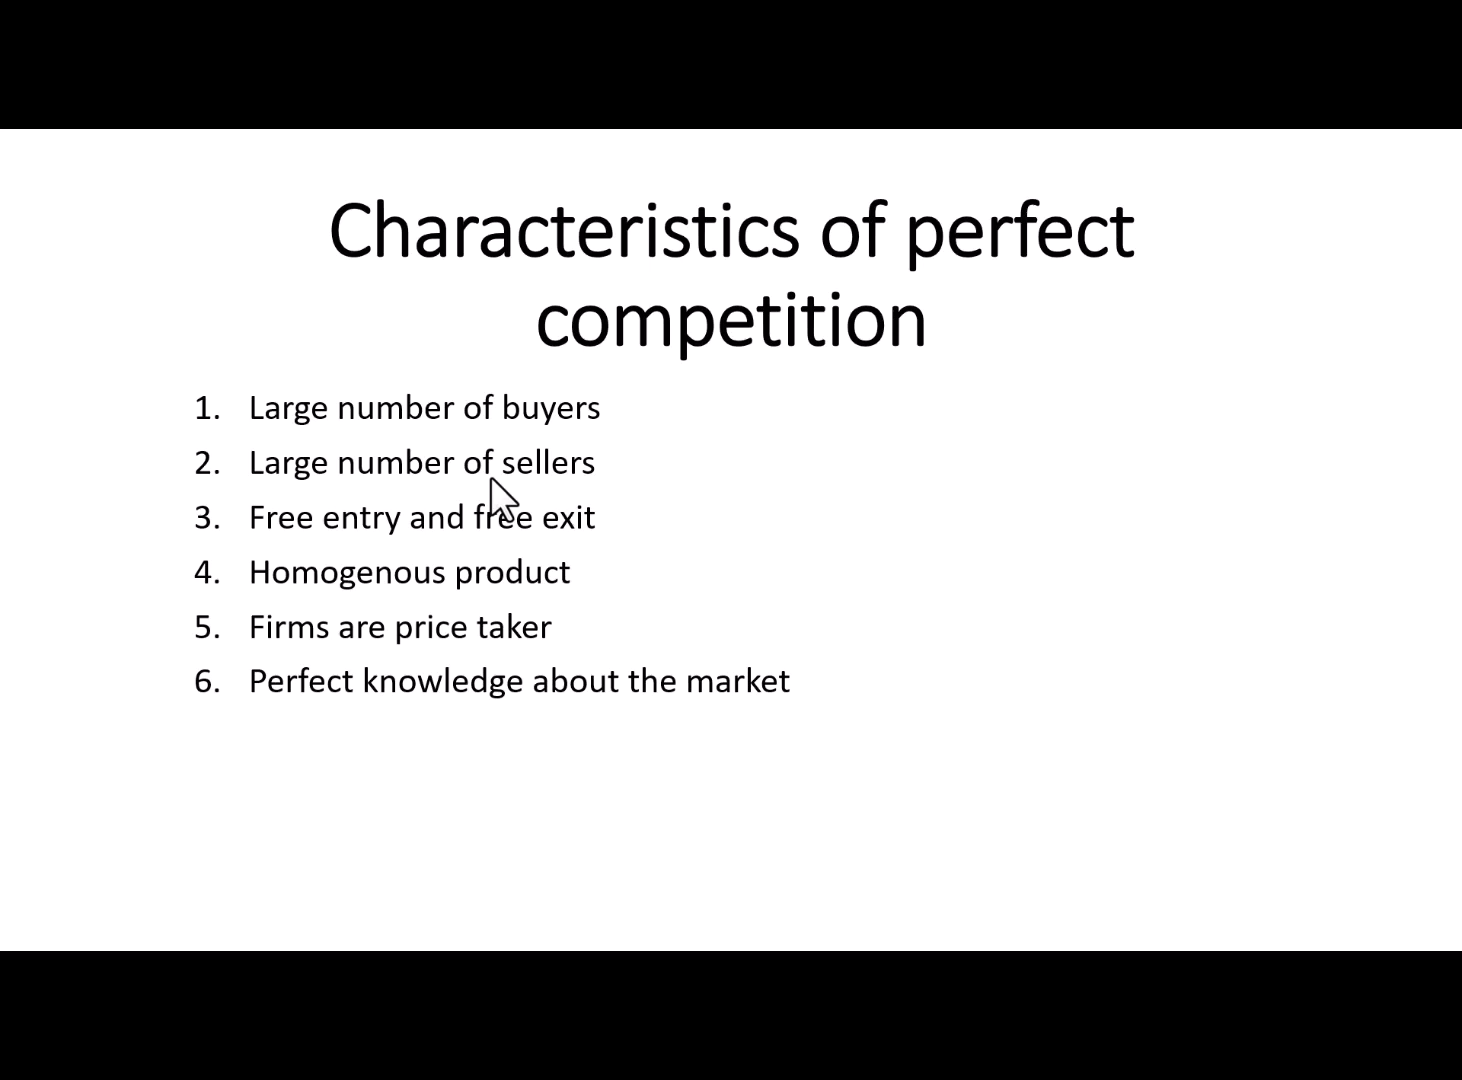 Characteristics of perfect
competition
1. Large number of buyers
2. Large number of sellers
3. Free entry and free exit
4. Homogenous product
5. Firms are price taker
6. Perfect knowledge about the market